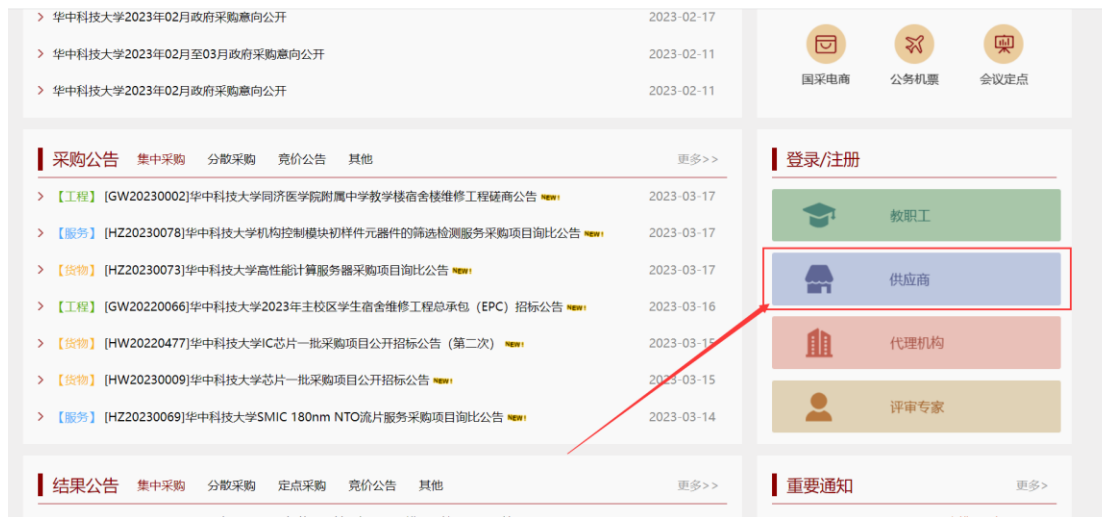 华中科技大学2023年02月政府采购意向公开 2023-02-17
华中科技大学2023年02月至03月政府采购意向公开 2023-02-11
华中科技大学2023年02月政府采购意向公开 2023-02-11
国采电商 公务机票 会议定点
采购公告 集中采购 分散采购 竞价公告 其他 更多>>
【工程】 [GW20230002]华中科技大学同济医学院附属中学教学楼宿舍楼维修工程磋商公告 NEW! 2023-03-17
【服务】 [HZ20230078]华中科技大学机构控制模块初样件元器件的筛选检测服务采购项目询比公告 NEW! 2023-03-17
【货物】 [HZ20230073]华中科技大学高性能计算服务器采购项目询比公告 NEW! 2023-03-17
【工程】 [GW20220066]华中科技大学2023年主校区学生宿舍维修工程总承包（EPC）招标公告 NEW! 2023-03-16
【货物】 [HW20220477]华中科技大学IC芯片一批采购项目公开招标公告（第二次） NEW! 2023-03-15
【货物】 [HW20230009]华中科技大学芯片一批采购项目公开招标公告 NEW! 2023-03-15
【服务】 [HZ20230069]华中科技大学SMIC 180nm NTO流片服务采购项目询比公告 NEW! 2023-03-14
登录/注册
教职工
供应商
代理机构
评审专家
结果公告 集中采购 分散采购 定点采购 竞价公告 其他 更多>>
重要通知 更多>